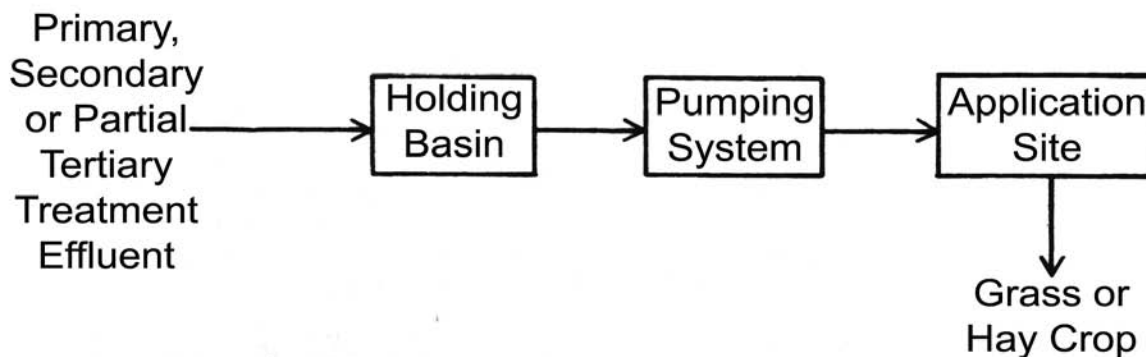 Primary,
Secondary
or Partial
Tertiary
Treatment
Effluent
Holding
Basin
Pumping
System
Application
Site
Grass or
Hay Crop